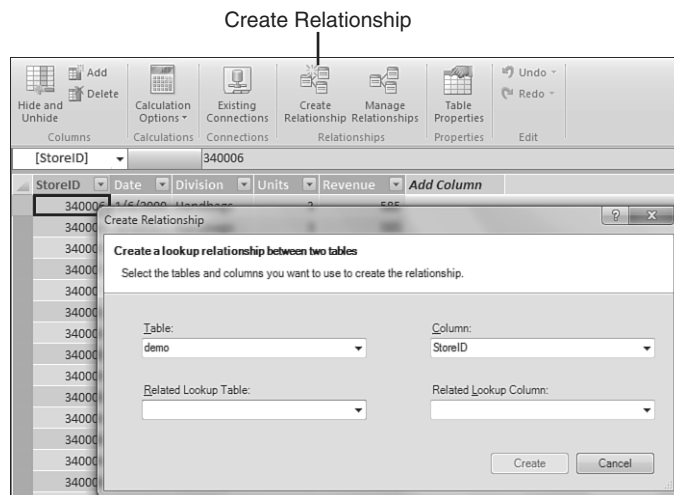 Create Relationship
Add
Delete
Undo
Redo
Hide and Unhide
Calculation Options
Existing Connections
Create Relationship
Manage Relationships
Table Properties
Columns
Calculations
Connections
Relationships
Properties
Edit
[StoreID]
340006
StoreID Date Division Units Revenue Add Column
340006
Create Relationship
Create a lookup relationship between two tables
Select the tables and columns you want to use to create the relationship.
Table:
Column:
demo
StoreID
Related Lookup Table:
Related Lookup Column:
Create
Cancel